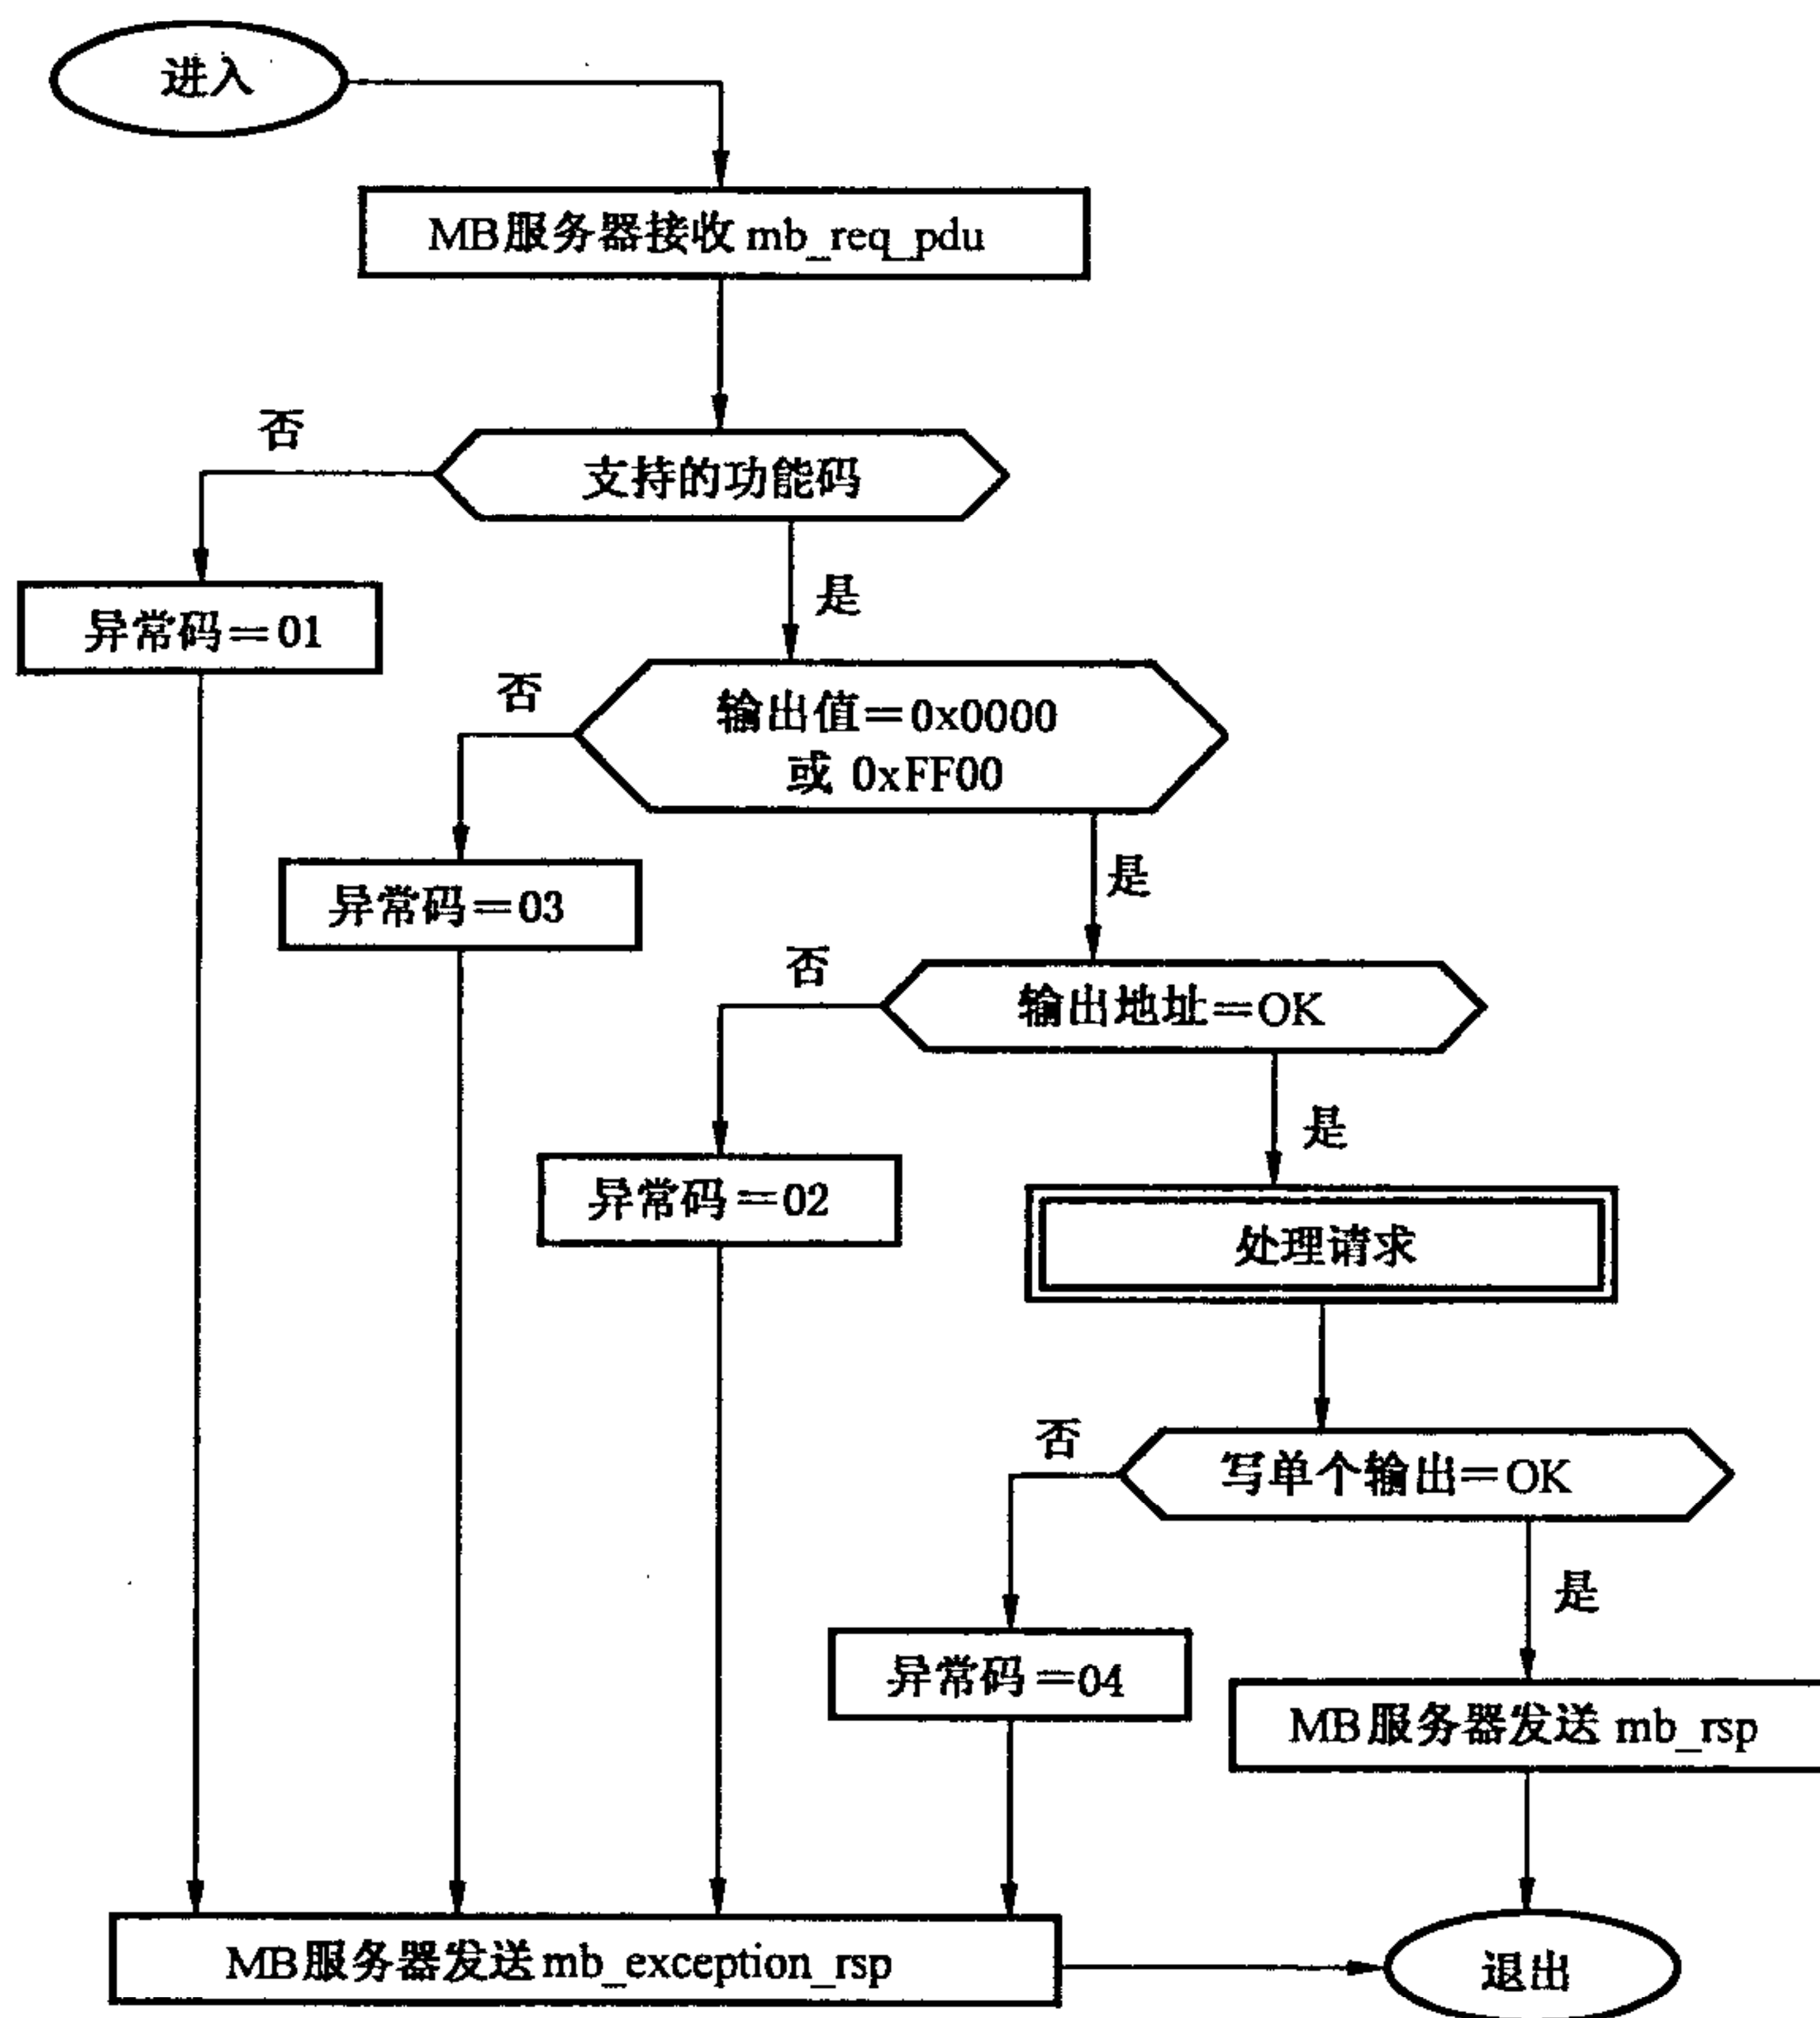 进入
MB服务器接收 mb_req_pdu
否
支持的功能码
是
异常码＝01
否
输出值＝0x0000
或 0xFF00
异常码＝03
是
否
输出地址＝OK
是
异常码＝02
处理请求
否
写单个输出＝OK
是
异常码＝04
MB服务器发送 mb_rsp
MB服务器发送 mb_exception_rsp
退出